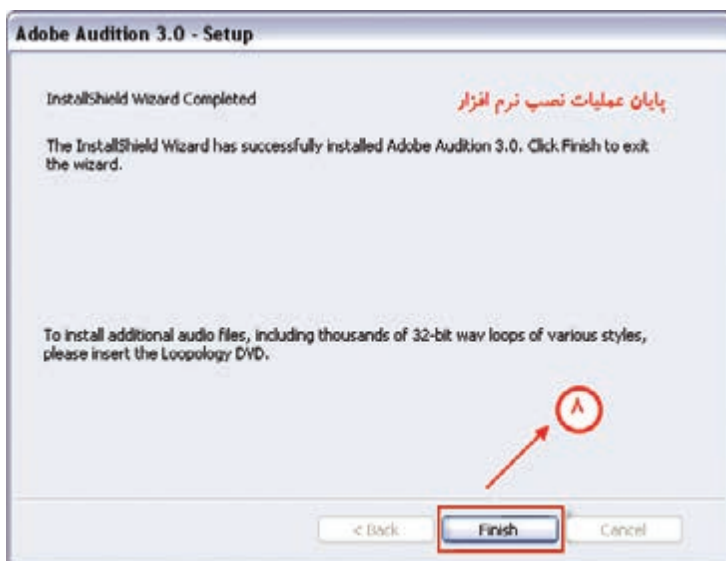 Adobe Audition 3.0 - Setup
InstallShield Wizard Completed
پایان عملیات نصب نرم افزار
The InstallShield Wizard has successfully installed Adobe Audition 3.0. Click Finish to exit
the wizard.
To install additional audio files, including thousands of 32-bit wav loops of various styles,
please insert the Loopology DVD.
۸
< Back
Finish
Cancel